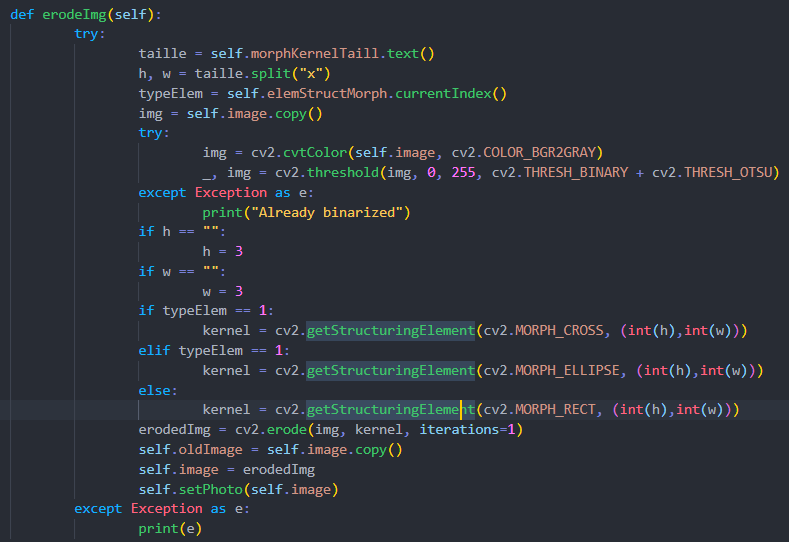 def erodeImg(self):
try:
taille = self.morphKernelTaill.text()
h, w = taille.split("x")
typeElem = self.elemStructMorph.currentIndex()
img = self.image.copy()
try:
img = cv2.cvtColor(self.image, cv2.COLOR_BGR2GRAY)
_, img = cv2.threshold(img, 0, 255, cv2.THRESH_BINARY + cv2.THRESH_OTSU)
except Exception as e:
print("Already binarized")
if h == "":
h = 3
if w == "":
w = 3
if typeElem == 1:
kernel = cv2.getStructuringElement(cv2.MORPH_CROSS, (int(h),int(w)))
elif typeElem == 1:
kernel = cv2.getStructuringElement(cv2.MORPH_ELLIPSE, (int(h),int(w)))
else:
kernel = cv2.getStructuringElement(cv2.MORPH_RECT, (int(h),int(w)))
erodedImg = cv2.erode(img, kernel, iterations=1)
self.oldImage = self.image.copy()
self.image = erodedImg
self.setPhoto(self.image)
except Exception as e:
print(e)